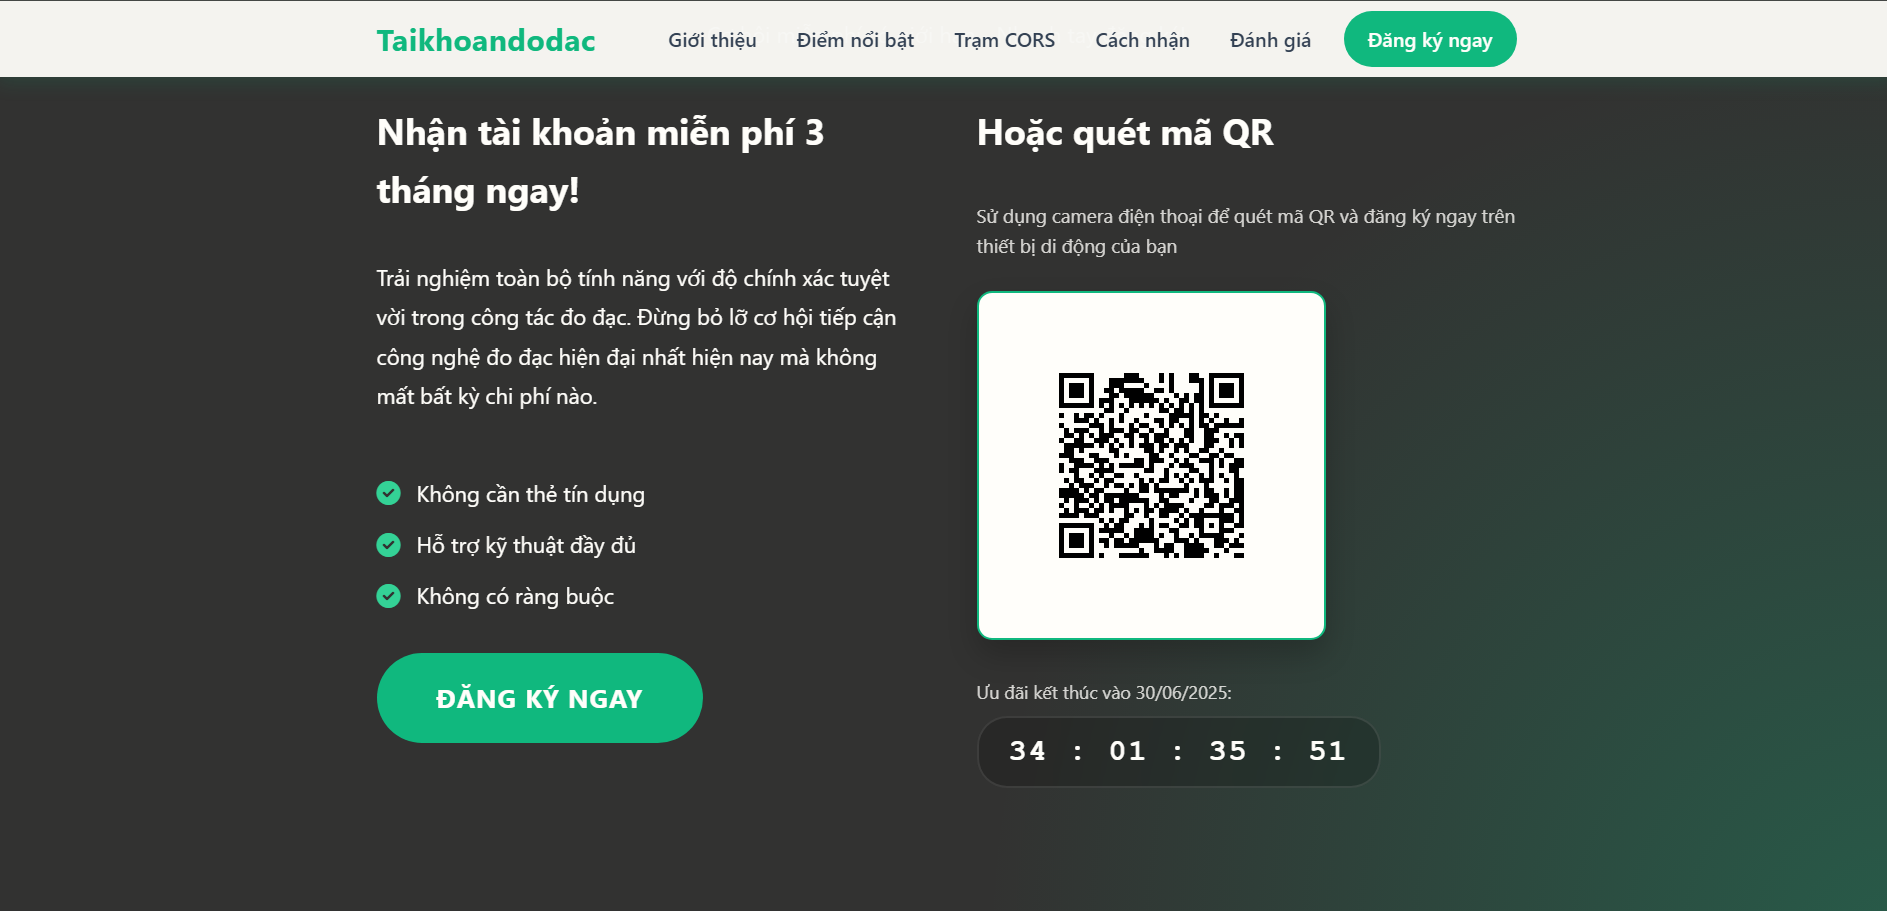 Taikhoandodac
Giới thiệu
Điểm nổi bật
Trạm CORS
Cách nhận
Đánh giá
Đăng ký ngay
Nhận tài khoản miễn phí 3
tháng ngay!
Trải nghiệm toàn bộ tính năng với độ chính xác tuyệt
vời trong công tác đo đạc. Đừng bỏ lỡ cơ hội tiếp cận
công nghệ đo đạc hiện đại nhất hiện nay mà không
mất bất kỳ chi phí nào.
Không cần thẻ tín dụng
Hỗ trợ kỹ thuật đầy đủ
Không có ràng buộc
ĐĂNG KÝ NGAY
Hoặc quét mã QR
Sử dụng camera điện thoại để quét mã QR và đăng ký ngay trên
thiết bị di động của bạn
Ưu đãi kết thúc vào 30/06/2025:
34 : 01 : 35 : 51